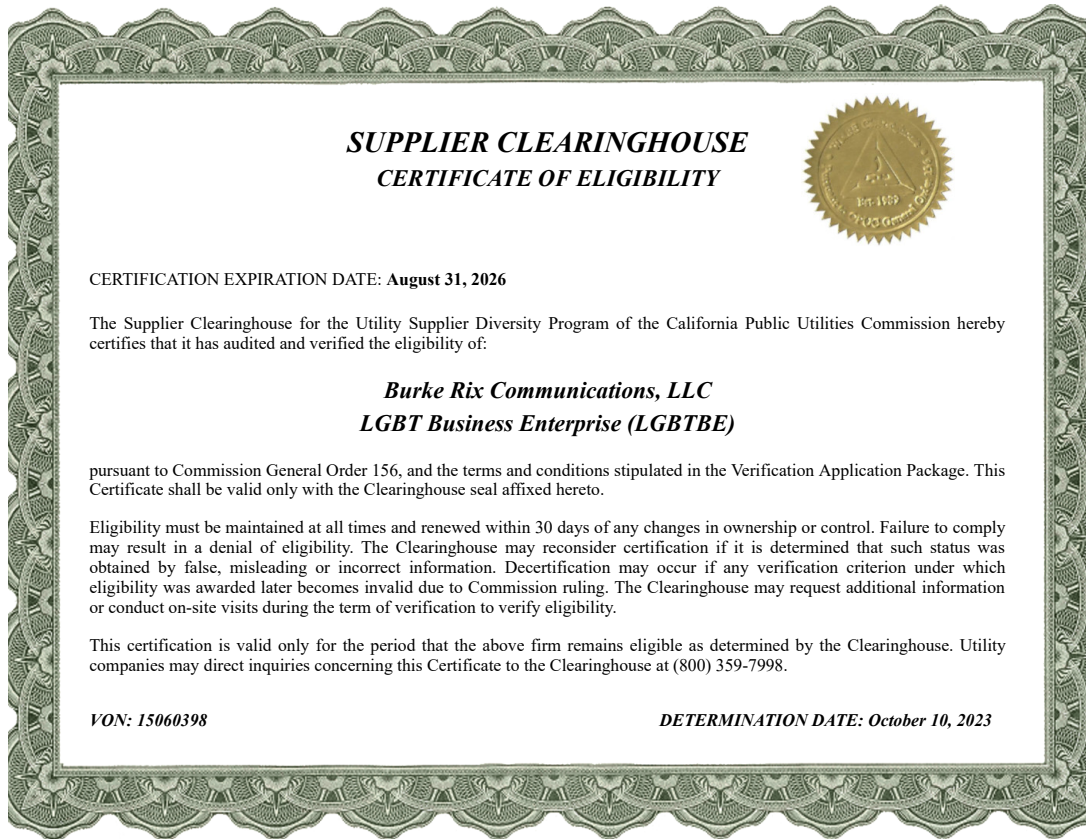 SUPPLIER CLEARINGHOUSE
CERTIFICATE OF ELIGIBILITY
Est. 1989
CERTIFICATION EXPIRATION DATE: August 31, 2026
The Supplier Clearinghouse for the Utility Supplier Diversity Program of the California Public Utilities Commission hereby
certifies that it has audited and verified the eligibility of:
Burke Rix Communications, LLC
LGBT Business Enterprise (LGBTBE)
pursuant to Commission General Order 156, and the terms and conditions stipulated in the Verification Application Package. This
Certificate shall be valid only with the Clearinghouse seal affixed hereto.
Eligibility must be maintained at all times and renewed within 30 days of any changes in ownership or control. Failure to comply
may result in a denial of eligibility. The Clearinghouse may reconsider certification if it is determined that such status was
obtained by false, misleading or incorrect information. Decertification may occur if any verification criterion under which
eligibility was awarded later becomes invalid due to Commission ruling. The Clearinghouse may request additional information
or conduct on-site visits during the term of verification to verify eligibility.
This certification is valid only for the period that the above firm remains eligible as determined by the Clearinghouse. Utility
companies may direct inquiries concerning this Certificate to the Clearinghouse at (800) 359-7998.
VON: 15060398
DETERMINATION DATE: October 10, 2023